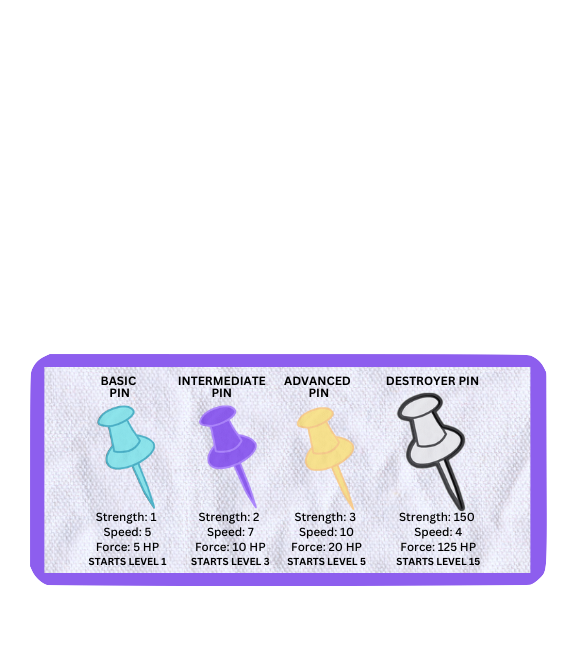 BASIC
PIN
Strength: 1
Speed: 5
Force: 5 HP
STARTS LEVEL 1
INTERMEDIATE
PIN
Strength: 2
Speed: 7
Force: 10 HP
STARTS LEVEL 3
ADVANCED
PIN
Strength: 3
Speed: 10
Force: 20 HP
STARTS LEVEL 5
DESTROYER PIN
Strength: 150
Speed: 4
Force: 125 HP
STARTS LEVEL 15